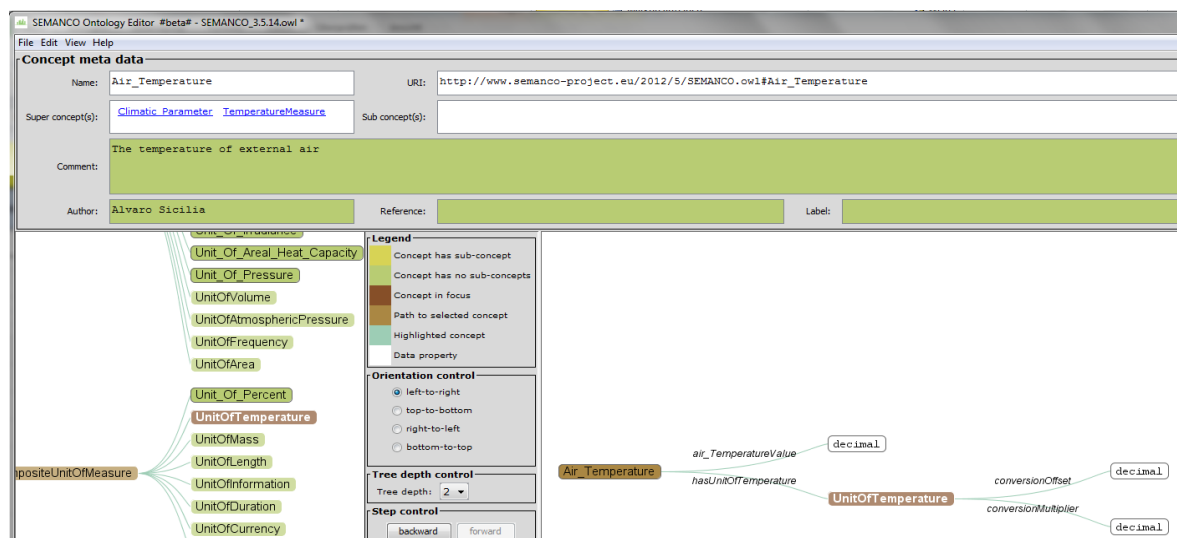 SEMANCO Ontology Editor #beta# - SEMANCO_3.5.14.owl *
File Edit View Help
Concept meta data
Name: Air_Temperature URI: http://www.semanco-project.eu/2012/5/SEMANCO.owl#Air_Temperature
Super concept(s): Climatic_Parameter TemperatureMeasure Sub concept(s):
Comment: The temperature of external air
Author: Alvaro Sicilia Reference: Label:
Unit_Of_Irradiance
Unit_Of_Areal_Heat_Capacity
Unit_Of_Pressure
UnitOfVolume
UnitOfAtmosphericPressure
UnitOfFrequency
UnitOfArea
Unit_Of_Percent
UnitOfTemperature
UnitOfMass
mpositeUnitOfMeasure
UnitOfLength
UnitOfInformation
UnitOfDuration
UnitOfCurrency
Legend
Concept has sub-concept
Concept has no sub-concepts
Concept in focus
Path to selected concept
Highlighted concept
Data property
Orientation control
left-to-right
top-to-bottom
right-to-left
bottom-to-top
Tree depth control
Tree depth: 2
Step control
backward forward
Air_Temperature
air_TemperatureValue
decimal
hasUnitOfTemperature
UnitOfTemperature
conversionOffset
decimal
conversionMultiplier
decimal